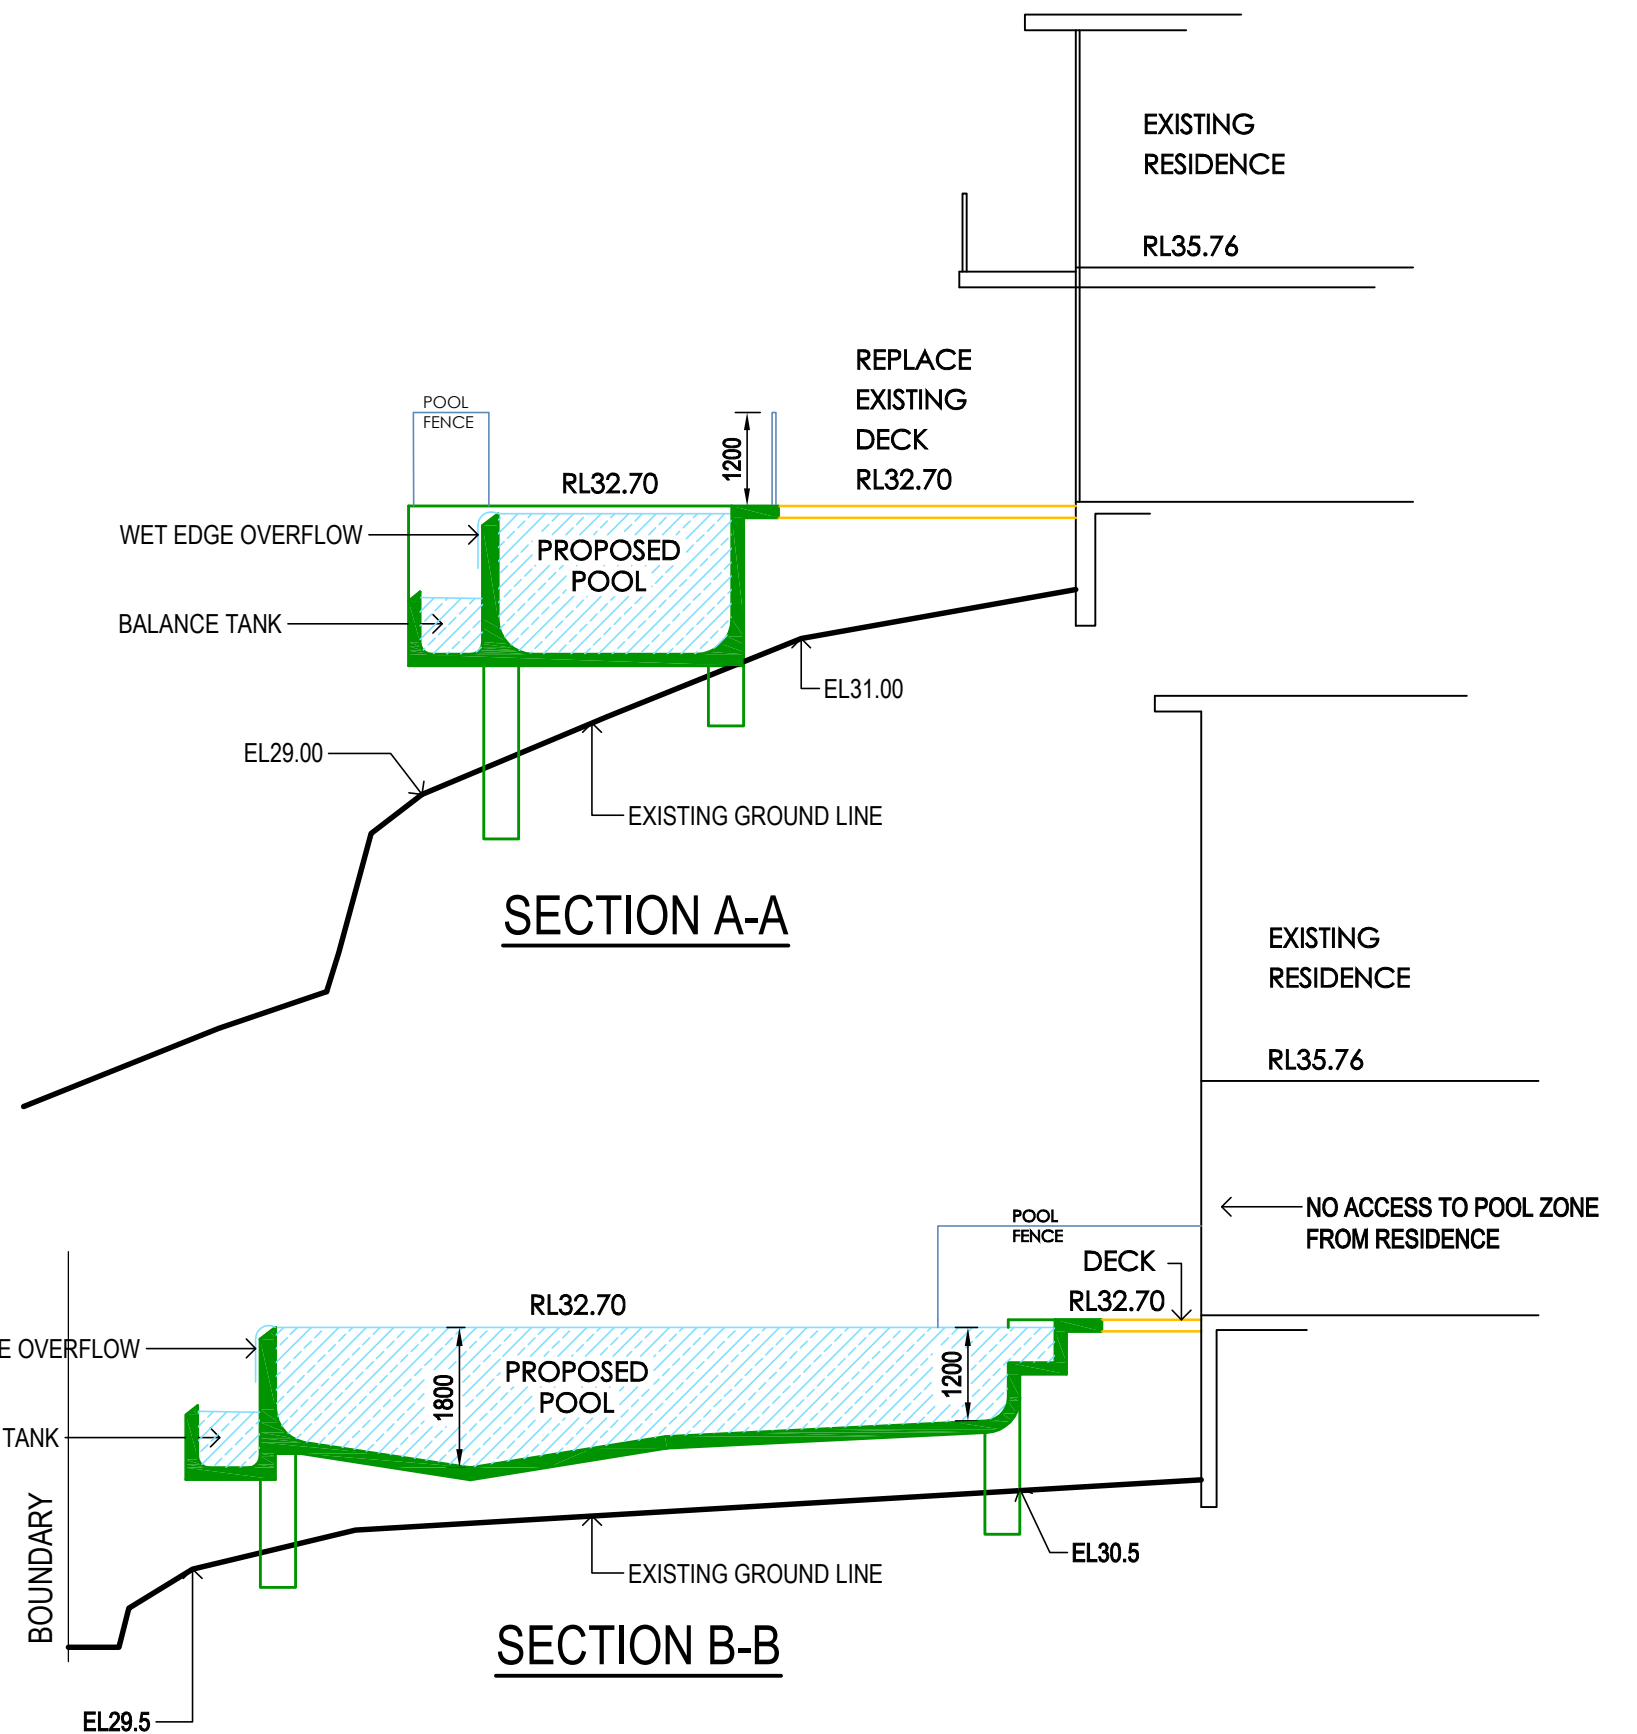 EXISTING
RESIDENCE
RL35.76
REPLACE
EXISTING
DECK
RL32.70
POOL
FENCE
1200
RL32.70
WET EDGE OVERFLOW
PROPOSED
POOL
BALANCE TANK
EL31.00
EL29.00
EXISTING GROUND LINE
SECTION A-A
EXISTING
RESIDENCE
RL35.76
NO ACCESS TO POOL ZONE
FROM RESIDENCE
POOL
FENCE
DECK
RL32.70
RL32.70
E OVERFLOW
PROPOSED
POOL
1800
1200
TANK
BOUNDARY
EL30.5
EXISTING GROUND LINE
SECTION B-B
EL29.5